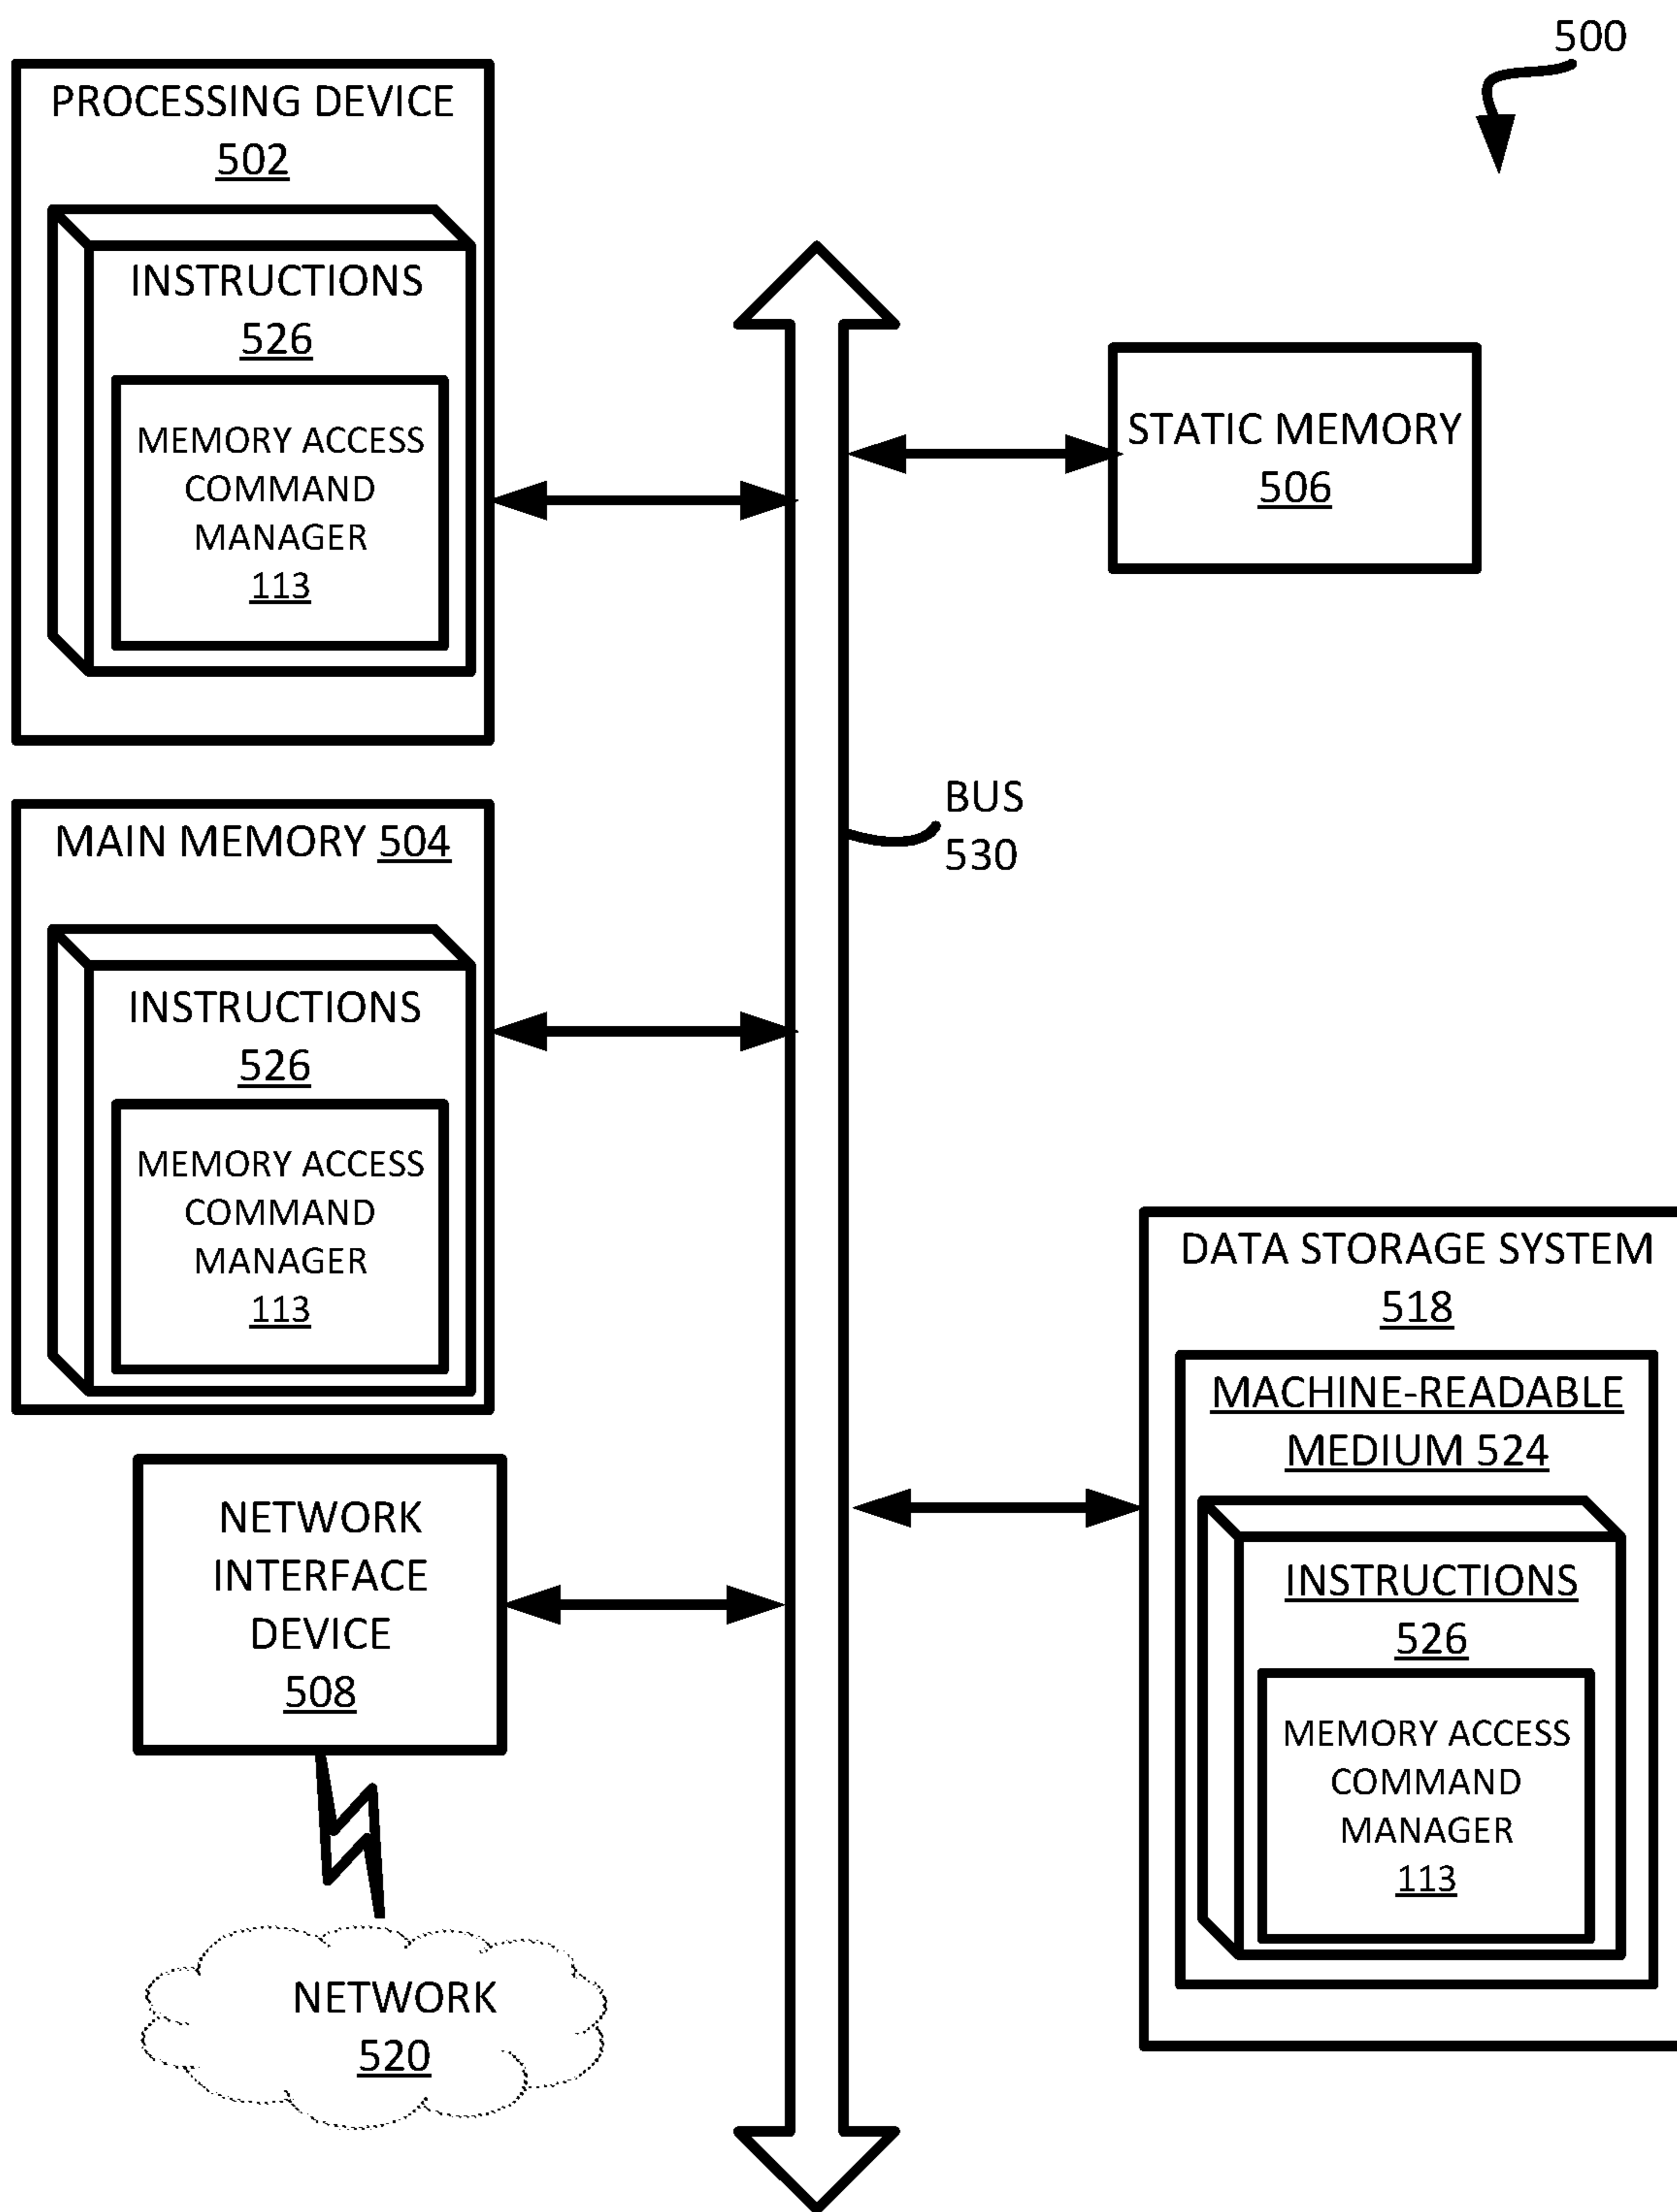 500
PROCESSING DEVICE
502
INSTRUCTIONS
526
MEMORY ACCESS
COMMAND
MANAGER
113
STATIC MEMORY
506
BUS
530
MAIN MEMORY 504
INSTRUCTIONS
526
MEMORY ACCESS
COMMAND
MANAGER
113
DATA STORAGE SYSTEM
518
MACHINE-READABLE
MEDIUM 524
INSTRUCTIONS
526
MEMORY ACCESS
COMMAND
MANAGER
113
NETWORK
INTERFACE
DEVICE
508
NETWORK
520